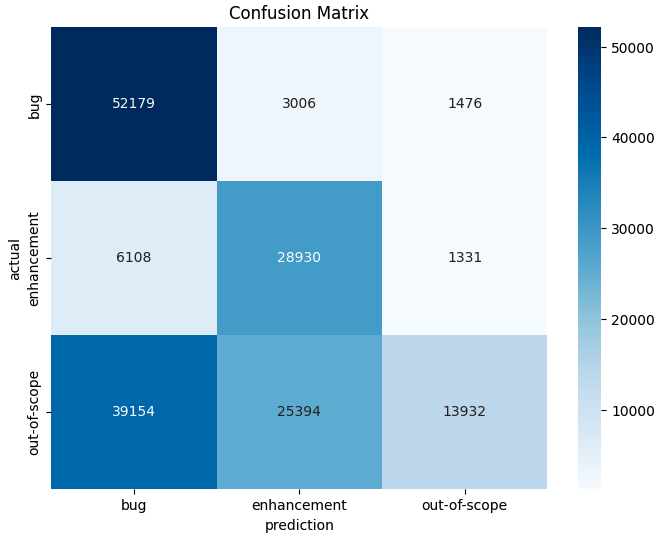 Confusion Matrix
bug
52179
3006
1476
actual
enhancement
6108
28930
1331
out-of-scope
39154
25394
13932
bug
enhancement
out-of-scope
prediction
50000
40000
30000
20000
10000